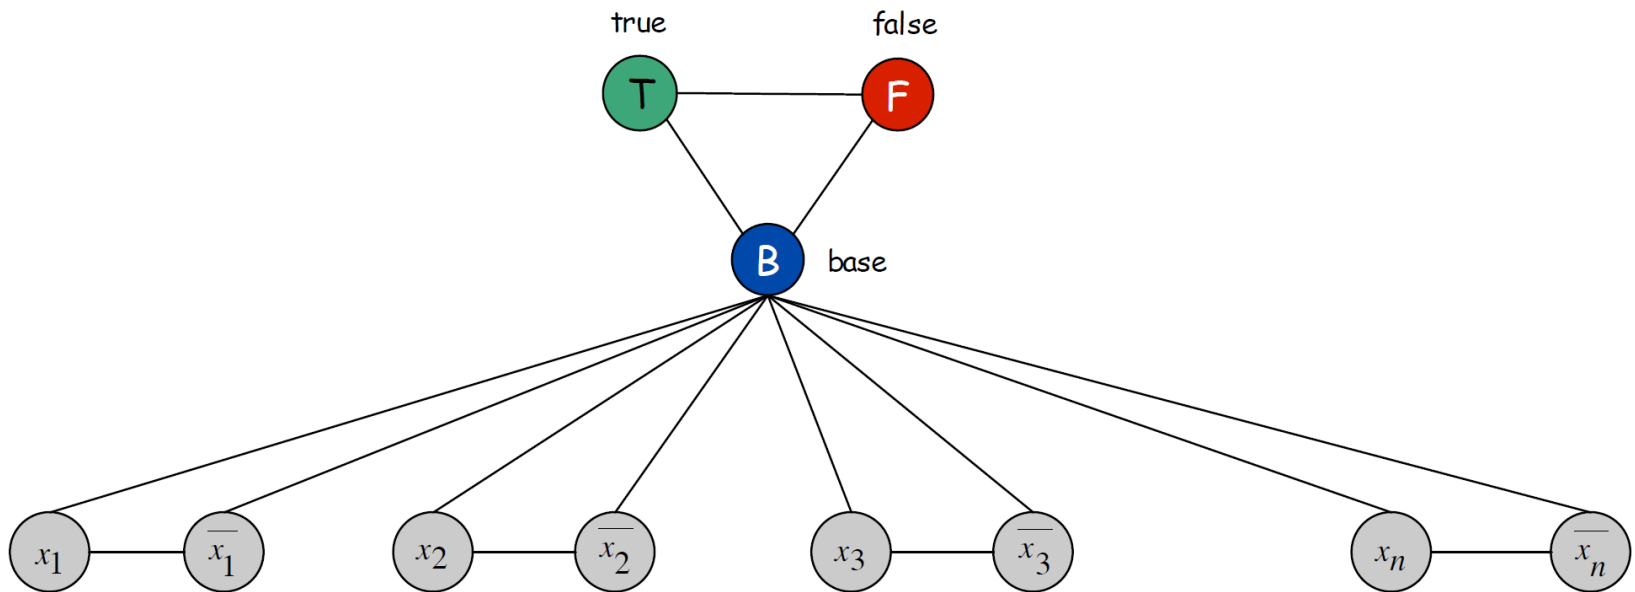 true false
T F
B base
x₁ x̅₁ x₂ x̅₂ x₃ x̅₃ xₙ x̅ₙ